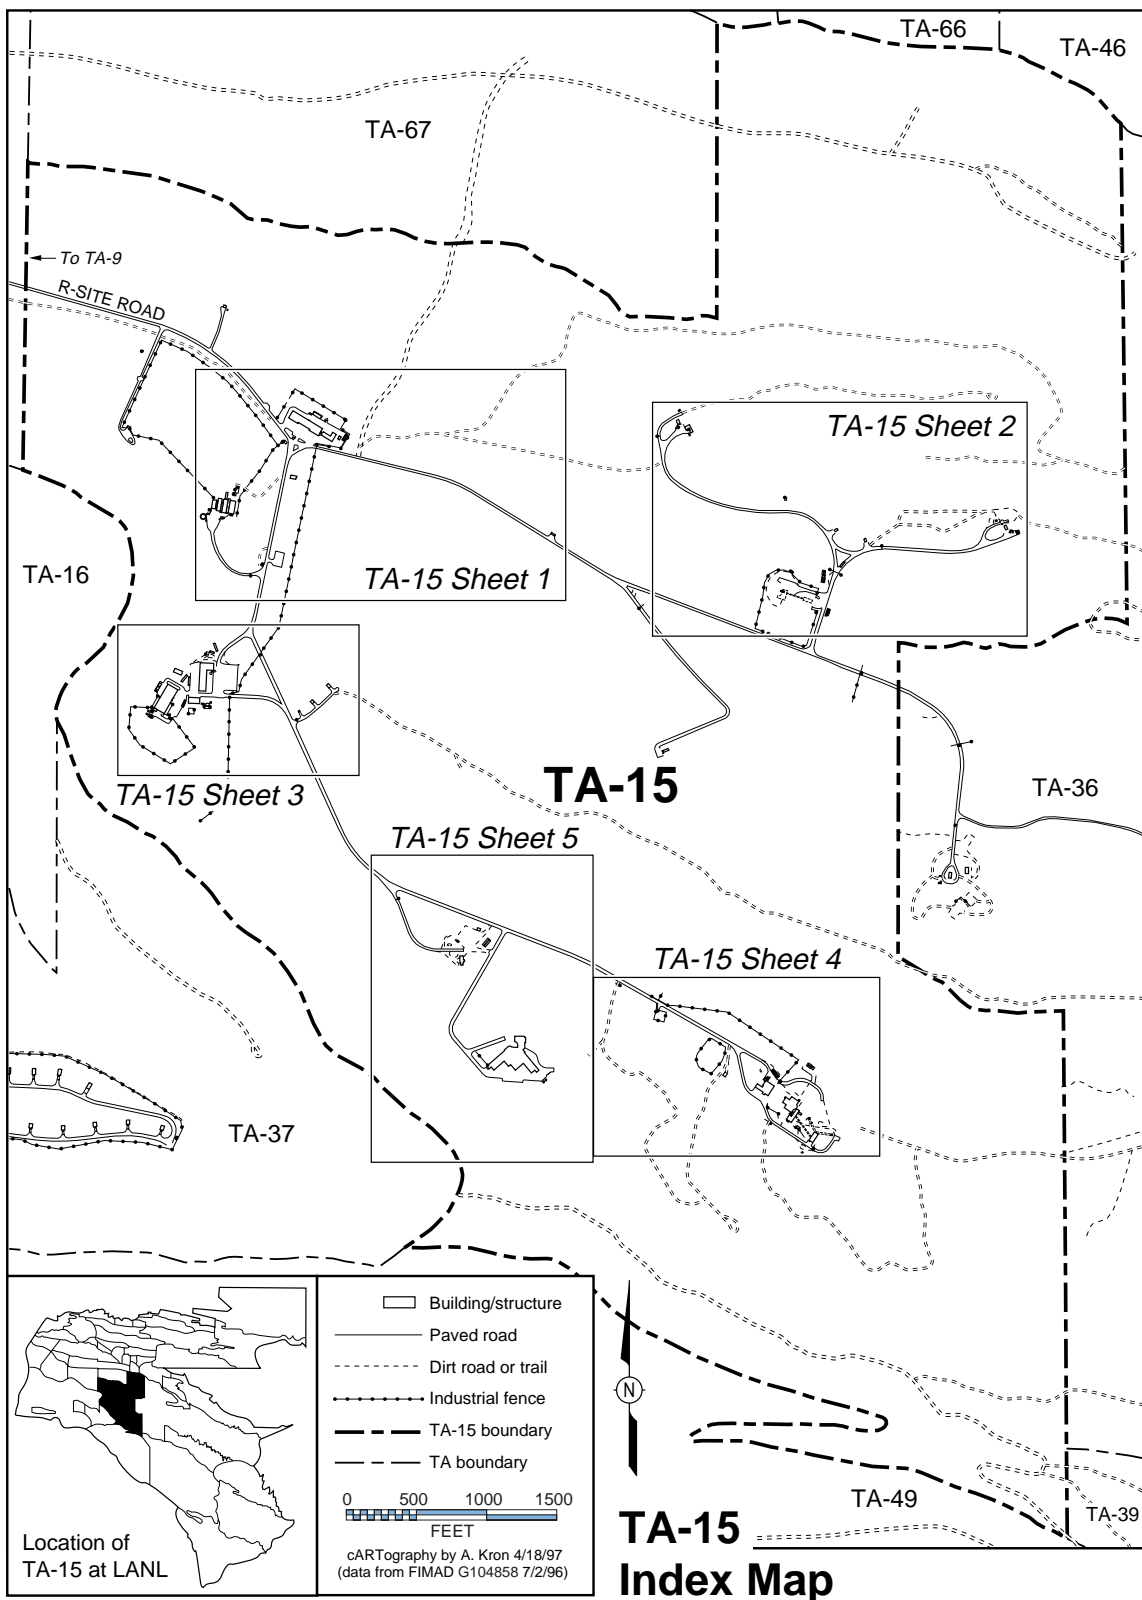 TA-66
TA-46
TA-67
To TA-9
R-SITE ROAD
TA-15 Sheet 2
TA-15 Sheet 1
TA-16
TA-15
TA-36
TA-15 Sheet 3
TA-15 Sheet 5
TA-15 Sheet 4
TA-37
Building/structure
Paved road
Dirt road or trail
Industrial fence
TA-15 boundary
TA boundary
0 500 1000 1500
FEET
cARTography by A. Kron 4/18/97
(data from FIMAD G104858 7/2/96)
Location of
TA-15 at LANL
N
TA-49
TA-39
TA-15
Index Map